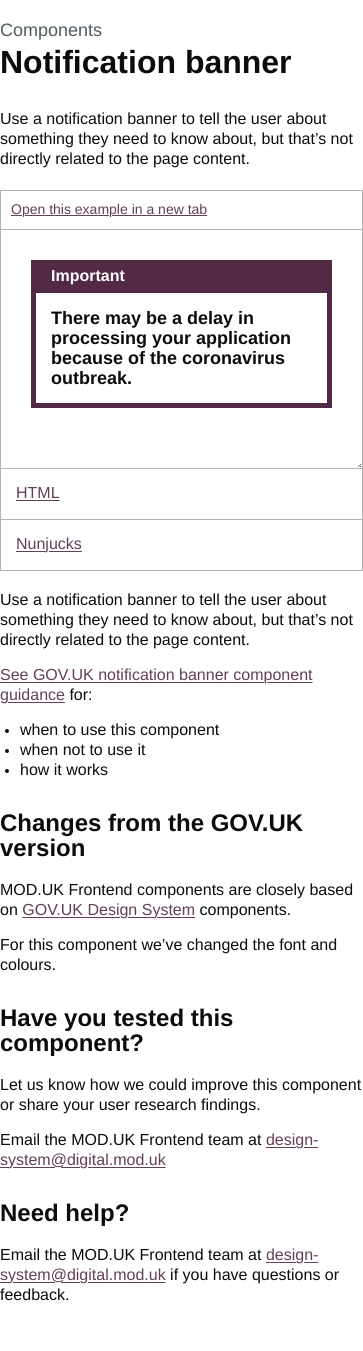 Components
Notification banner
Use a notification banner to tell the user about
something they need to know about, but that’s not
directly related to the page content.
Open this example in a new tab
Important
There may be a delay in
processing your application
because of the coronavirus
outbreak.
HTML
Nunjucks
Use a notification banner to tell the user about
something they need to know about, but that’s not
directly related to the page content.
See GOV.UK notification banner component
guidance for:
• when to use this component
• when not to use it
• how it works
Changes from the GOV.UK
version
MOD.UK Frontend components are closely based
on GOV.UK Design System components.
For this component we’ve changed the font and
colours.
Have you tested this
component?
Let us know how we could improve this component
or share your user research findings.
Email the MOD.UK Frontend team at design-
system@digital.mod.uk
Need help?
Email the MOD.UK Frontend team at design-
system@digital.mod.uk if you have questions or
feedback.